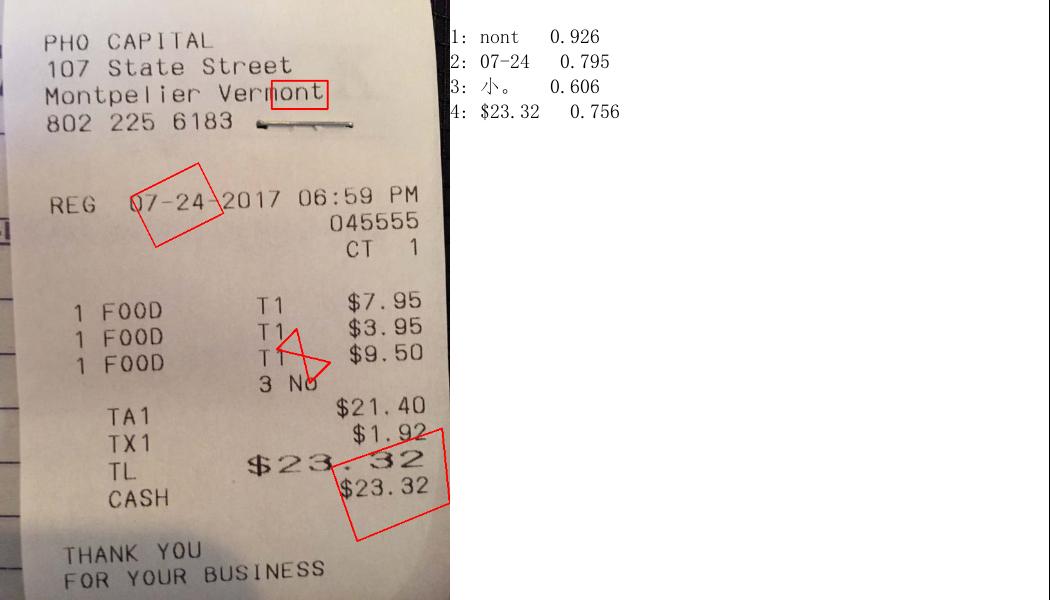 PHO CAPITAL
107 State Street
Montpelier Vermont
802 225 6183
REG 07-24-2017 06:59 PM
045555
CT 1
1 FOOD T1 $7.95
1 FOOD T1 $3.95
1 FOOD T1 $9.50
3 No
TA1 $21.40
TX1 $1.92
TL $23.32
CASH $23.32
THANK YOU
FOR YOUR BUSINESS
1: nont 0.926
2: 07-24 0.795
3: 小。 0.606
4: $23.32 0.756